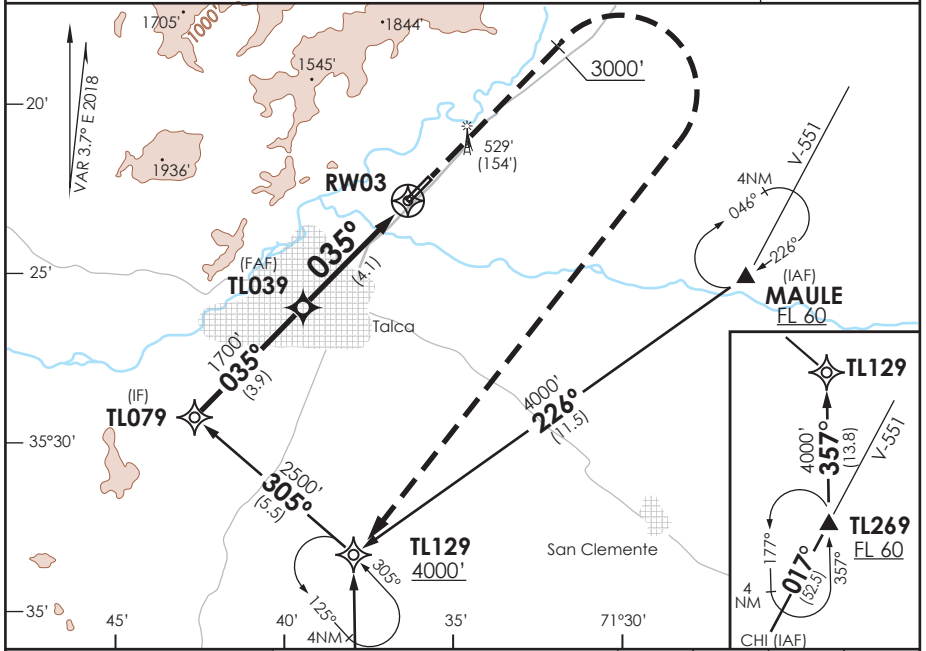 1705'
1000'
1844'
1545'
3000'
20'
VAR 3.7° E 2018
1936'
529'
(154')
V-551
4NM
046°
226°
RW03
035°
(4.1)
(FAF)
TL039
25'
(IAF)
MAULE
FL 60
Talca
1700'
035°
(3.9)
(IF)
TL079
4000'
226°
(11.5)
TL129
4000'
357°
(13.8)
V-551
35°30'
2500'
305°
(5.5)
TL269
FL 60
177°
017°
(52.5)
357°
4
NM
CHI (IAF)
TL129
4000'
San Clemente
305°
125°
4NM
35'
45'
40'
35'
71°30'